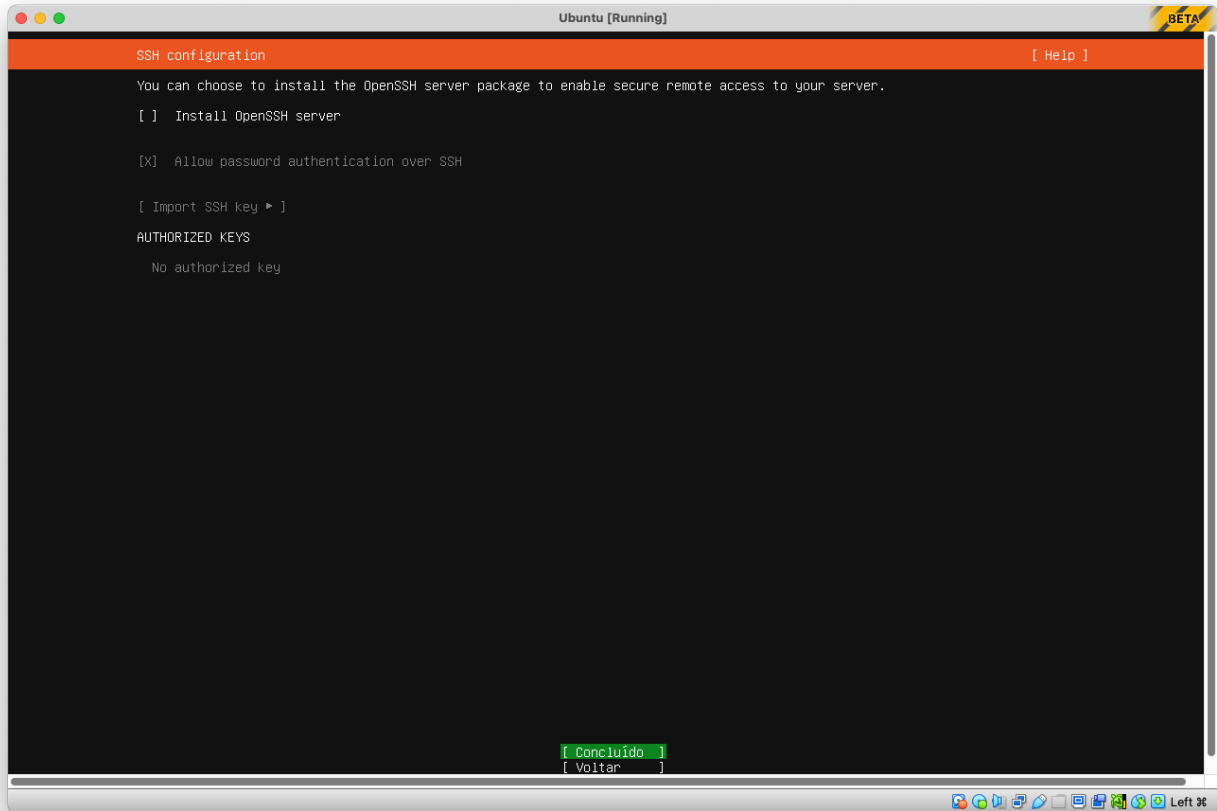 Ubuntu [Running]
BETA
SSH configuration [ Help ]
You can choose to install the OpenSSH server package to enable secure remote access to your server.
[ ] Install OpenSSH server
[X] Allow password authentication over SSH
[ Import SSH key ▸ ]
AUTHORIZED KEYS
No authorized key
[ Concluído ]
[ Voltar ]
Left ⌘